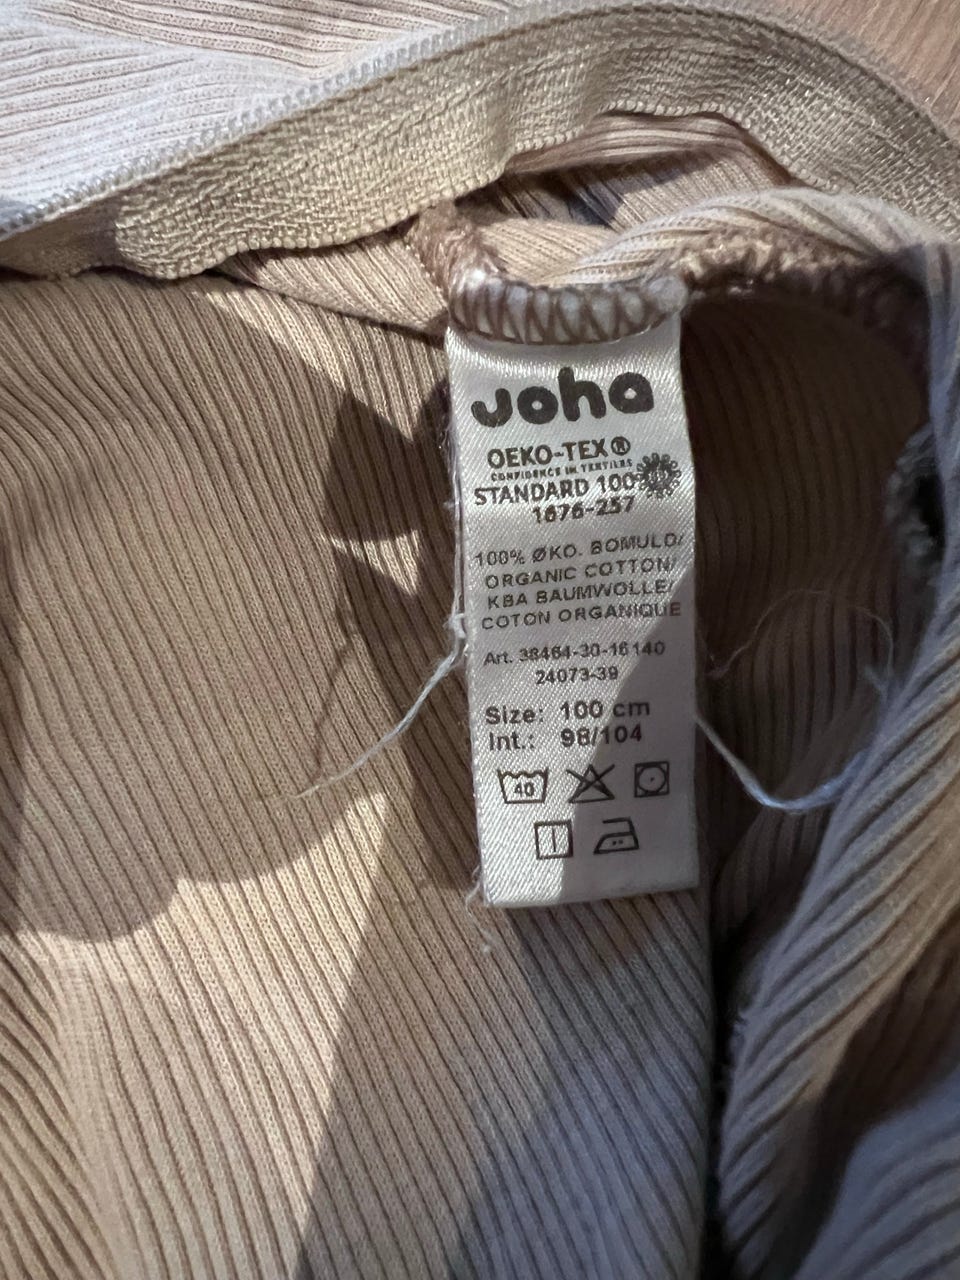 Joha
OEKO-TEX®
CONFIDENCE IN TEXTILES
STANDARD 100
1676-257
100% ØKO. BOMULD/
ORGANIC COTTON/
KBA BAUMWOLLE/
COTON ORGANIQUE
Art. 38464-30-16140
24073-39
Size: 100 cm
Int.: 98/104
40